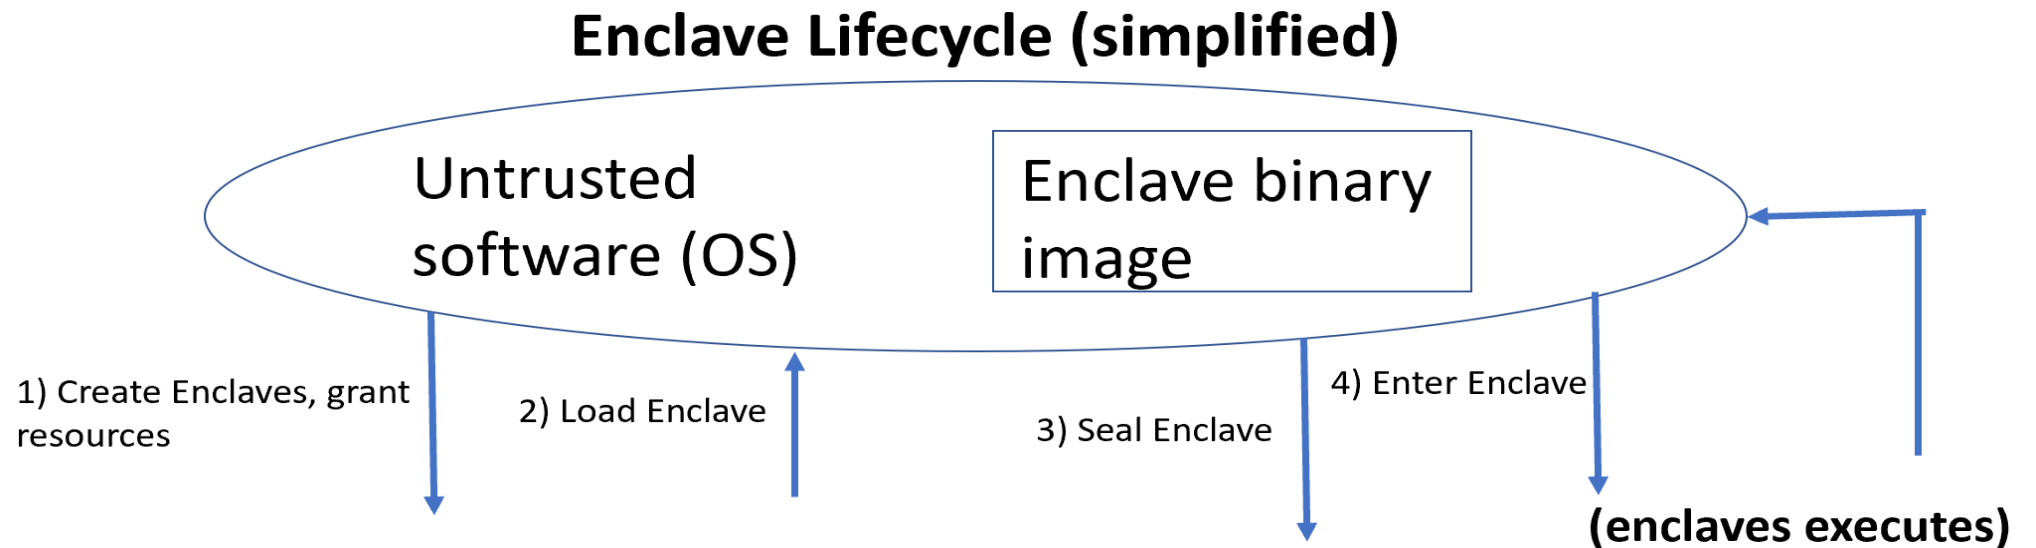 Enclave Lifecycle (simplified)
Untrusted
software (OS)
Enclave binary
image
1) Create Enclaves, grant
resources
2) Load Enclave
3) Seal Enclave
4) Enter Enclave
(enclaves executes)